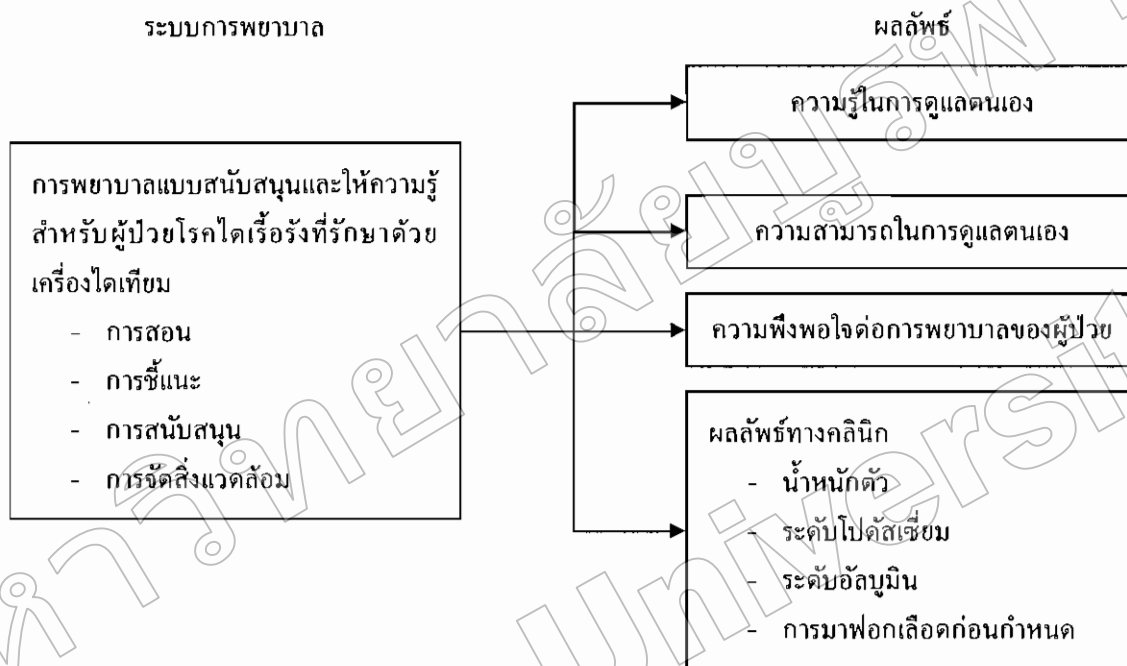 ระบบการพยาบาล
ผลลัพธ์
การพยาบาลแบบสนับสนุนและให้ความรู้
สำหรับผู้ป่วยโรคไตเรื้อรังที่รักษาด้วย
เครื่องไตเทียม
- การสอน
- การชี้แนะ
- การสนับสนุน
- การจัดสิ่งแวดล้อม
ความรู้ในการดูแลตนเอง
ความสามารถในการดูแลตนเอง
ความพึงพอใจต่อการพยาบาลของผู้ป่วย
ผลลัพธ์ทางคลินิก
- น้ำหนักตัว
- ระดับโปตัสเซี่ยม
- ระดับอัลบูมิน
- การมาฟอกเลือดก่อนกำหนด